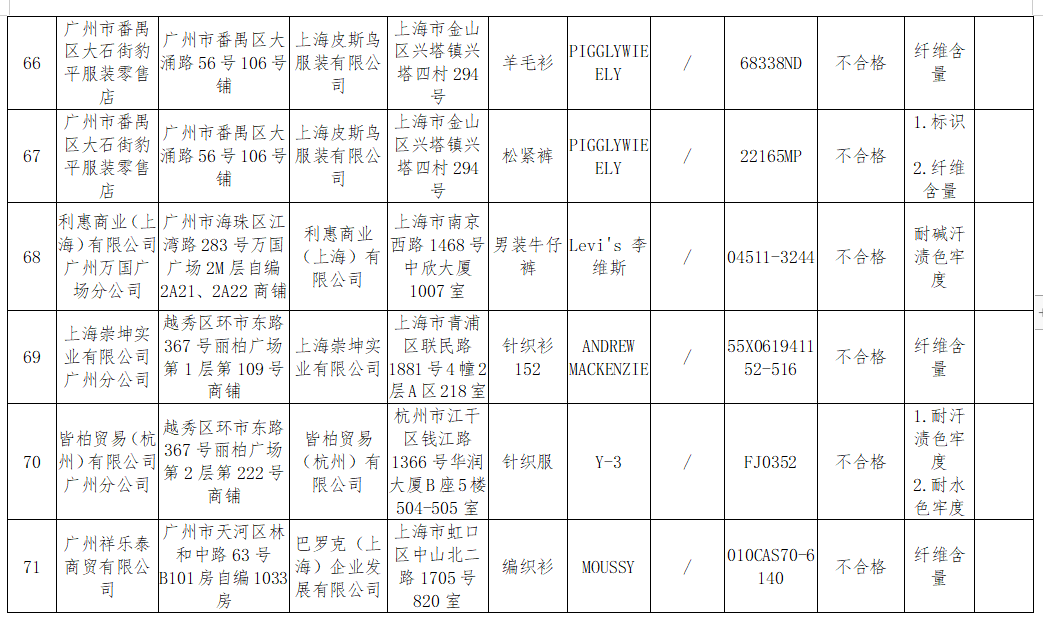 66
广州市番禺
区大石街豹
平服装零售
店
广州市番禺区大
涌路56号106号
铺
上海皮斯鸟
服装有限公
司
上海市金山
区兴塔镇兴
塔四村294
号
羊毛衫
PIGGLYWIE
ELY
/
68338ND
不合格
纤维含
量
67
广州市番禺
区大石街豹
平服装零售
店
广州市番禺区大
涌路56号106号
铺
上海皮斯鸟
服装有限公
司
上海市金山
区兴塔镇兴
塔四村294
号
松紧裤
PIGGLYWIE
ELY
/
22165MP
不合格
1.标识
2.纤维
含量
68
利惠商业（上
海）有限公司
广州万国广
场分公司
广州市海珠区江
湾路283号万国
广场2M层自编
2A21、2A22商铺
利惠商业
（上海）有
限公司
上海市南京
西路1468号
中欣大厦
1007室
男装牛仔
裤
Levi's 李
维斯
/
04511-3244
不合格
耐碱汗
渍色牢
度
69
上海崇坤实
业有限公司
广州分公司
越秀区环市东路
367号丽柏广场
第1层第109号
商铺
上海崇坤实
业有限公司
上海市青浦
区联民路
1881号4幢2
层A区218室
针织衫
152
ANDREW
MACKENZIE
/
55X0619411
52-516
不合格
纤维含
量
70
皆柏贸易（杭
州）有限公司
广州分公司
越秀区环市东路
367号丽柏广场
第2层第222号
商铺
皆柏贸易
（杭州）有
限公司
杭州市江干
区钱江路
1366号华润
大厦B座5楼
504-505室
针织服
Y-3
/
FJ0352
不合格
1.耐汗
渍色牢
度
2.耐水
色牢度
71
广州祥乐泰
商贸有限公
司
广州市天河区林
和中路63号
B101房自编1033
房
巴罗克（上
海）企业发
展有限公司
上海市虹口
区中山北二
路1705号
820室
编织衫
MOUSSY
/
010CAS70-6
140
不合格
纤维含
量